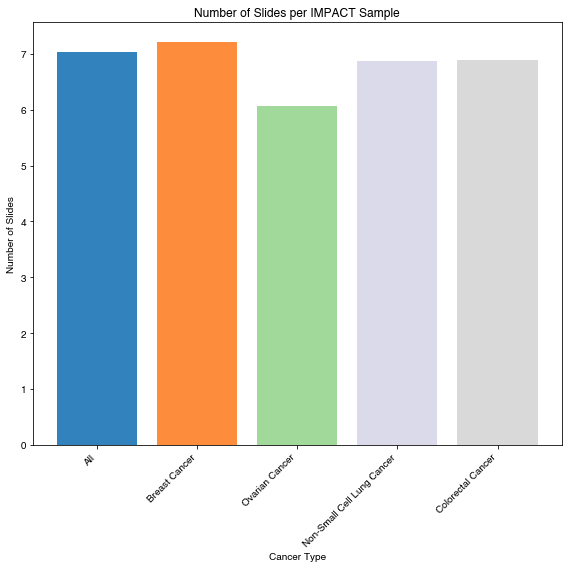 Number of Slides per IMPACT Sample
Number of Slides
7
6
5
4
3
2
1
0
All
Breast Cancer
Ovarian Cancer
Non-Small Cell Lung Cancer
Colorectal Cancer
Cancer Type